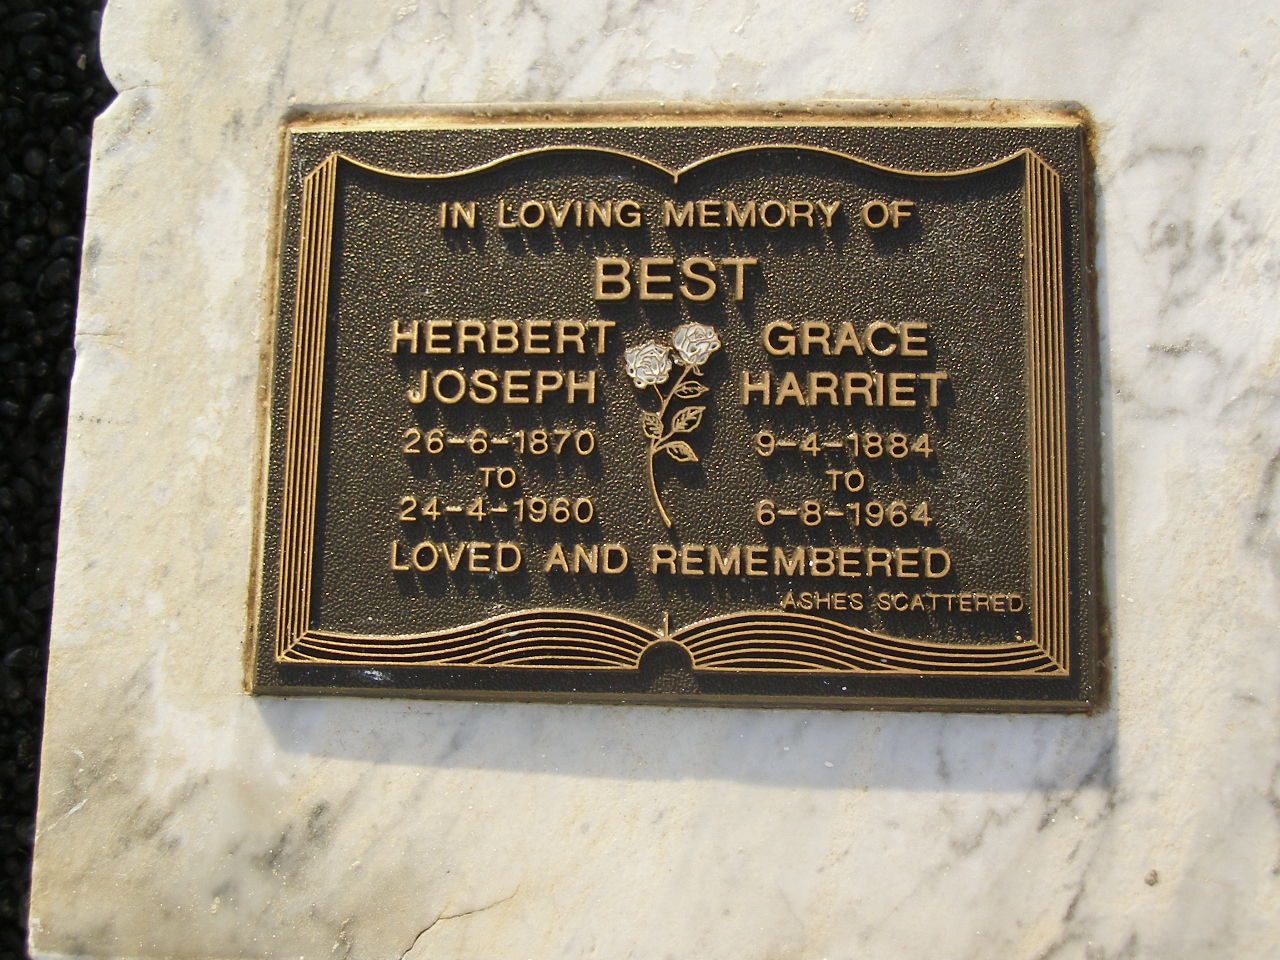 IN LOVING MEMORY OF
BEST
HERBERT
JOSEPH
26-6-1870
TO
24-4-1960
GRACE
HARRIET
9-4-1884
TO
6-8-1964
LOVED AND REMEMBERED
ASHES SCATTERED